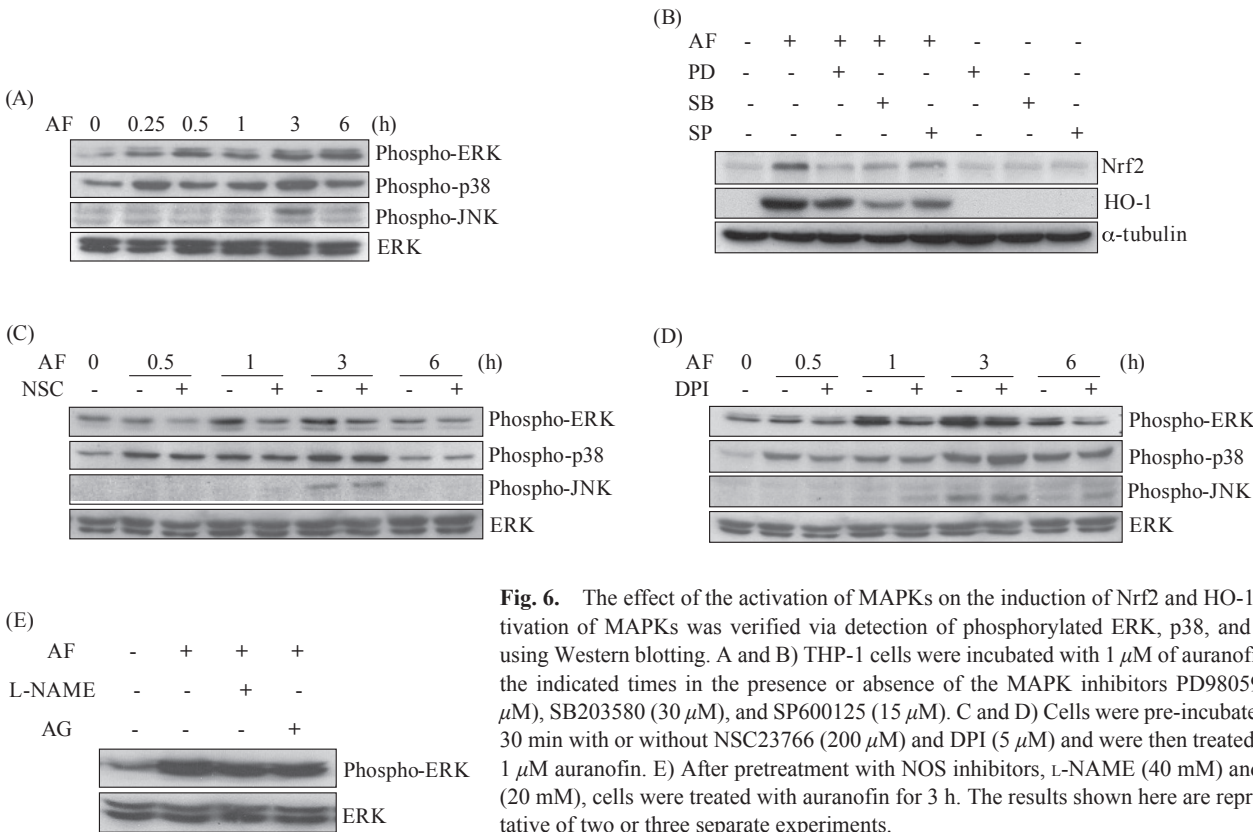 (A)
AF 0 0.25 0.5 1 3 6 (h)
Phospho-ERK
Phospho-p38
Phospho-JNK
ERK
(B)
AF - + + + + - - -
PD - - + - - + - -
SB - - - + - - + -
SP - - - - + - - +
Nrf2
HO-1
α-tubulin
(C)
AF 0 0.5 1 3 6 (h)
NSC - - + - + - + - +
Phospho-ERK
Phospho-p38
Phospho-JNK
ERK
(D)
AF 0 0.5 1 3 6 (h)
DPI - - + - + - + - +
Phospho-ERK
Phospho-p38
Phospho-JNK
ERK
(E)
AF - + + +
L-NAME - - + -
AG - - - +
Phospho-ERK
ERK
Fig. 6. The effect of the activation of MAPKs on the induction of Nrf2 and HO-1
tivation of MAPKs was verified via detection of phosphorylated ERK, p38, and
using Western blotting. A and B) THP-1 cells were incubated with 1 μM of auranofi
the indicated times in the presence or absence of the MAPK inhibitors PD98059
μM), SB203580 (30 μM), and SP600125 (15 μM). C and D) Cells were pre-incubate
30 min with or without NSC23766 (200 μM) and DPI (5 μM) and were then treated
1 μM auranofin. E) After pretreatment with NOS inhibitors, L-NAME (40 mM) and
(20 mM), cells were treated with auranofin for 3 h. The results shown here are repr
tative of two or three separate experiments.